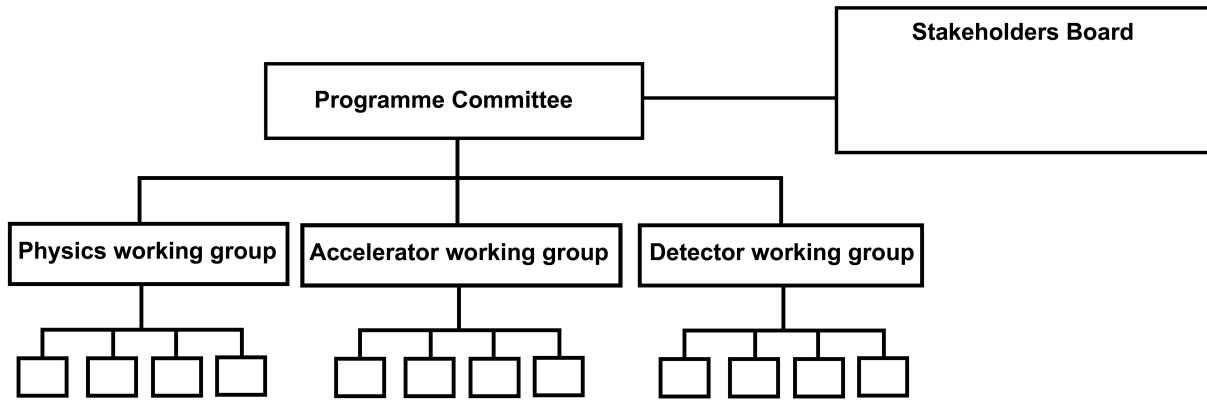 Stakeholders Board
Programme Committee
Physics working group
Accelerator working group
Detector working group